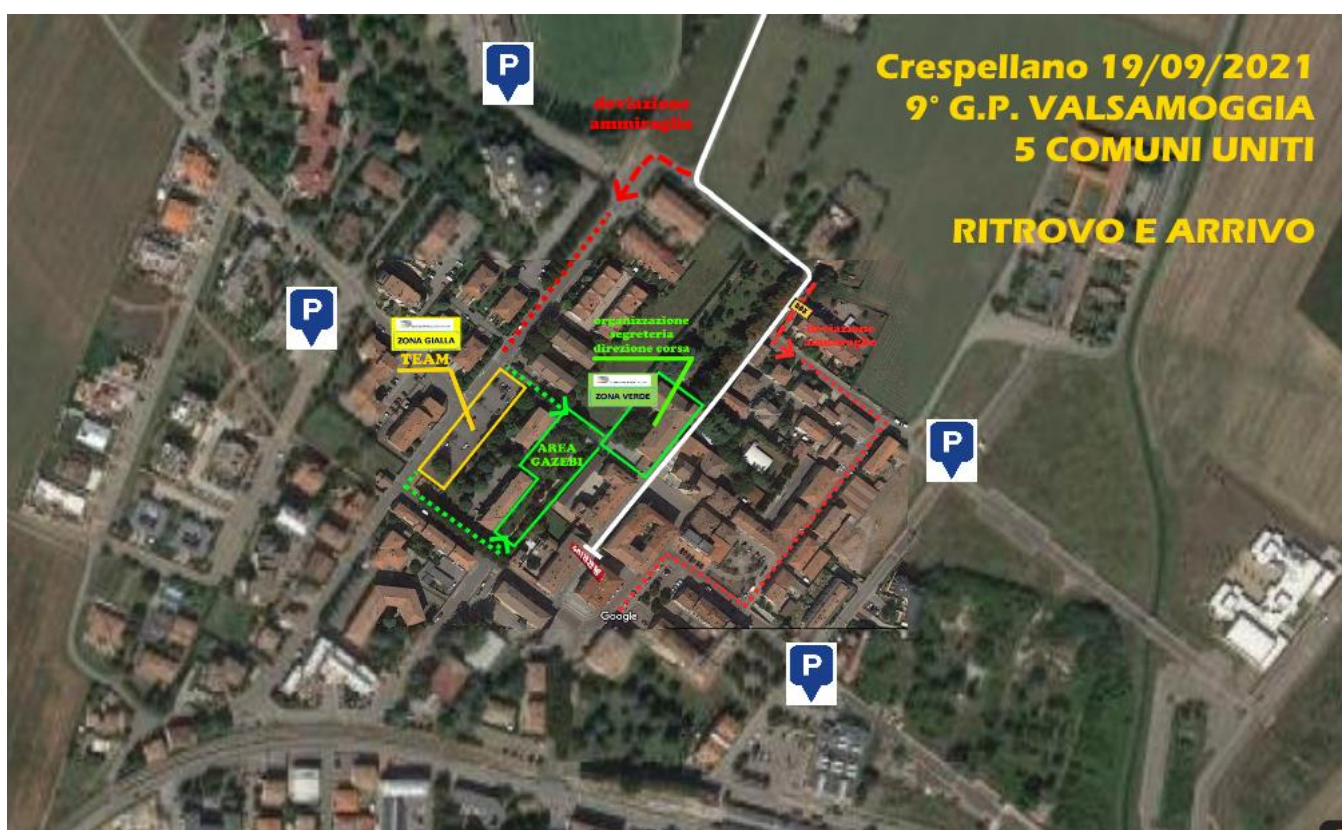 P
Crespellano 19/09/2021
9° G.P. VALSAMOGGIA
5 COMUNI UNITI
RITROVO E ARRIVO
deviazione
ammiraglie
P
ZONA GIALLA
TEAM
organizzazione
segreteria
direzione corsa
ZONA VERDE
deviazione
ammiraglie
AREA
GAZEBI
P
Google
P